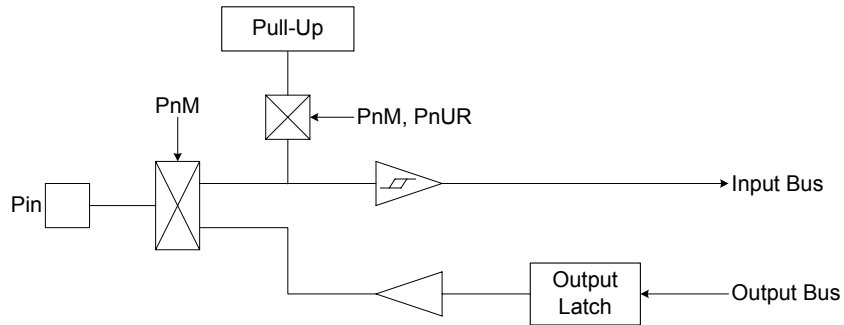 Pull-Up
PnM
PnM, PnUR
Pin
Input Bus
Output
Latch
Output Bus